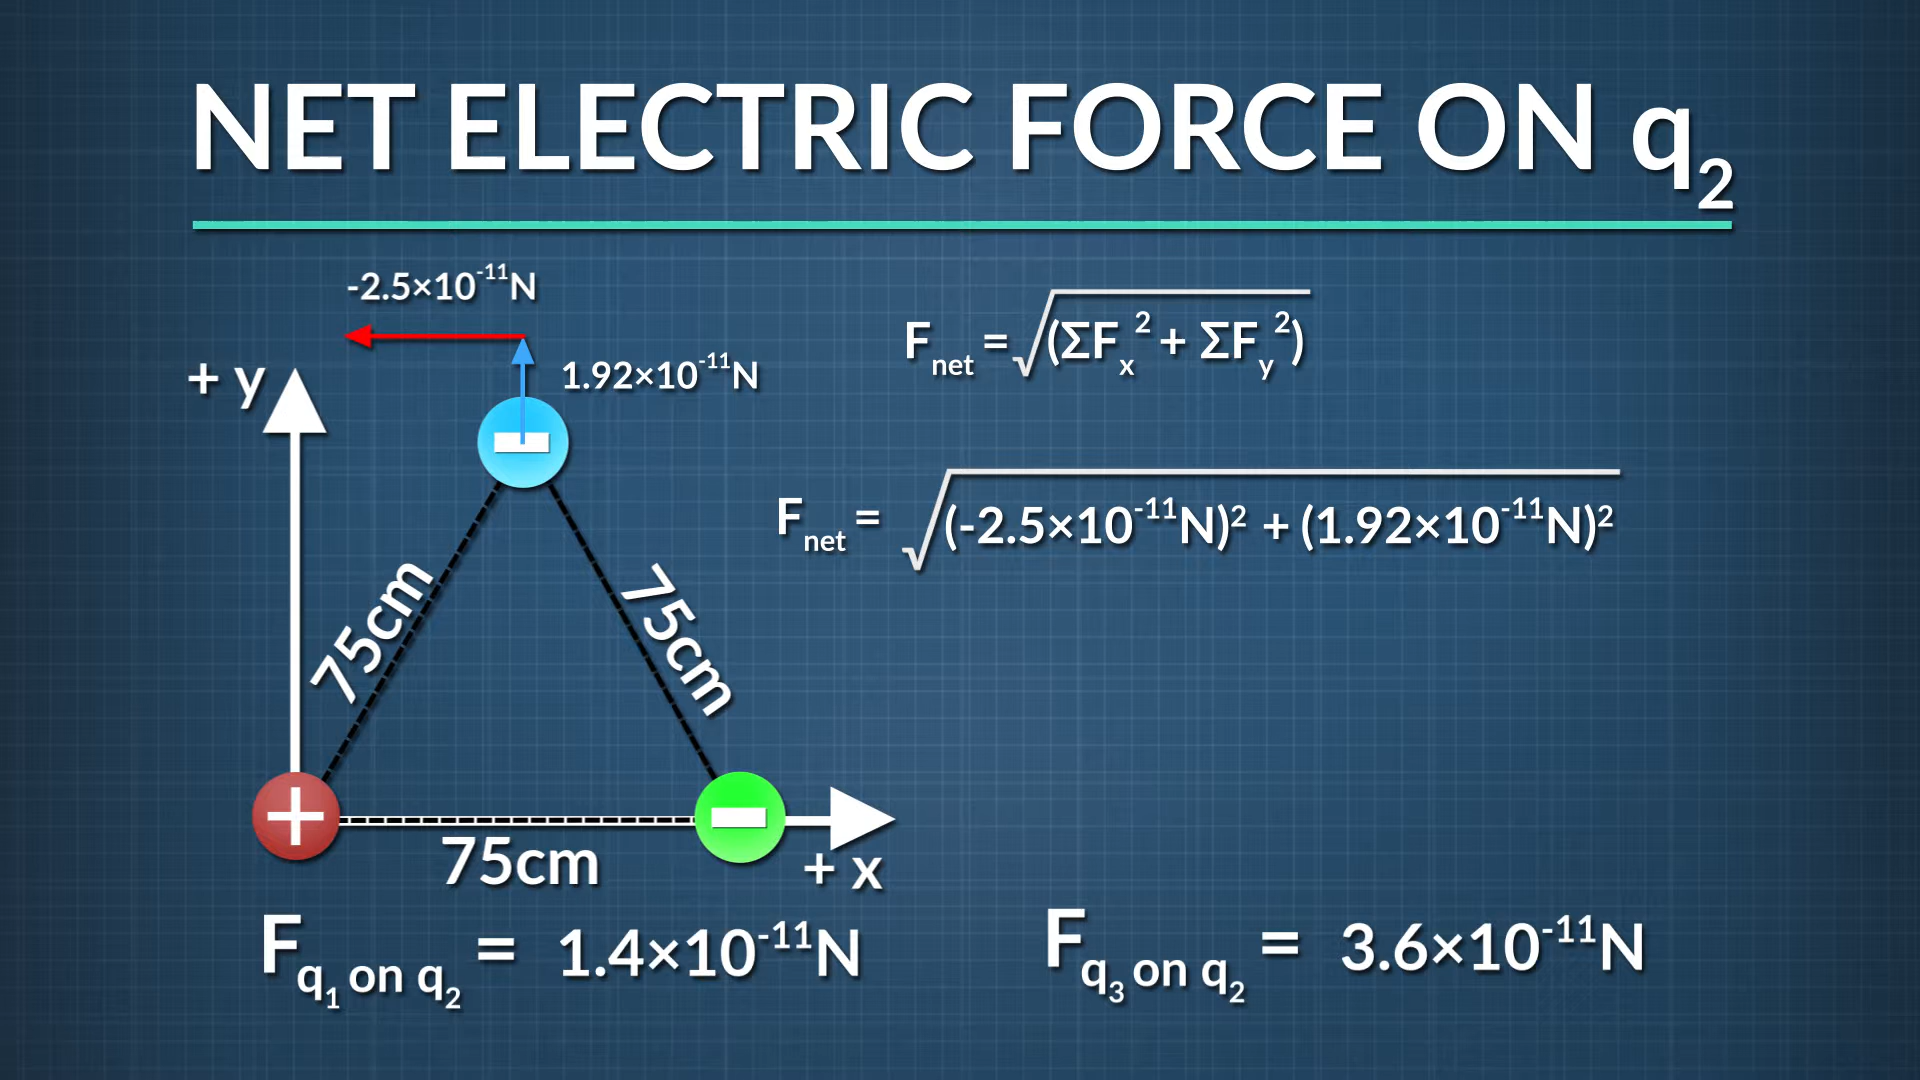 NET ELECTRIC FORCE ON q₂
-2.5×10⁻¹¹N
Fnet = √(ΣFx² + ΣFy²)
+ y
1.92×10⁻¹¹N
Fnet = √(-2.5×10⁻¹¹N)² + (1.92×10⁻¹¹N)²
75cm
75cm
75cm
+ x
Fq₁ on q₂ = 1.4×10⁻¹¹N
Fq₃ on q₂ = 3.6×10⁻¹¹N